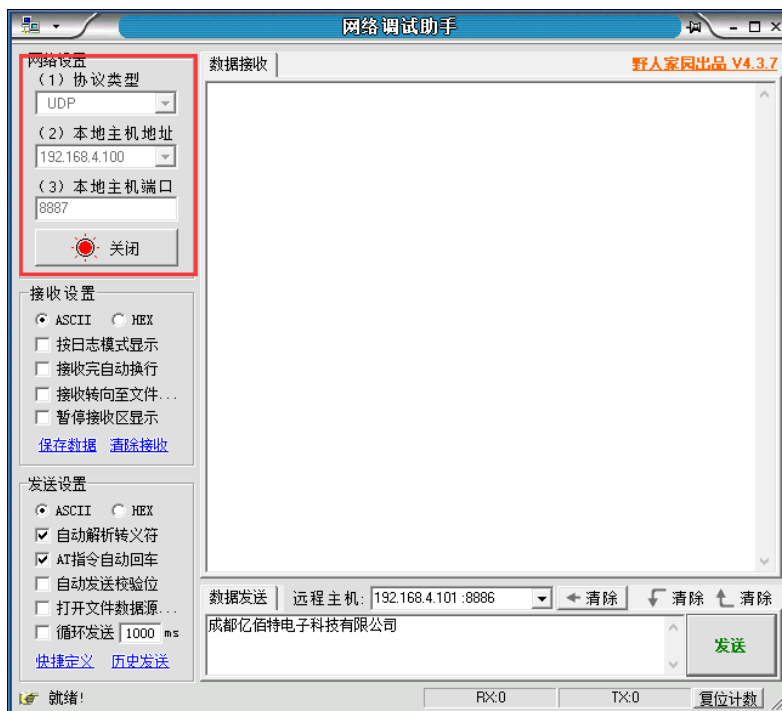 网络调试助手
网络设置
数据接收
野人家园出品 V4.3.7
(1) 协议类型
UDP
(2) 本地主机地址
192.168.4.100
(3) 本地主机端口
8887
关闭
接收设置
ASCII HEX
按日志模式显示
接收完自动换行
接收转向至文件...
暂停接收区显示
保存数据 清除接收
发送设置
ASCII HEX
自动解析转义符
AT指令自动回车
自动发送校验位
打开文件数据源...
循环发送 1000 ms
快捷定义 历史发送
数据发送 远程主机: 192.168.4.101 :8886 清除 清除 清除
成都亿佰特电子科技有限公司
发送
就绪! RX:0 TX:0 复位计数